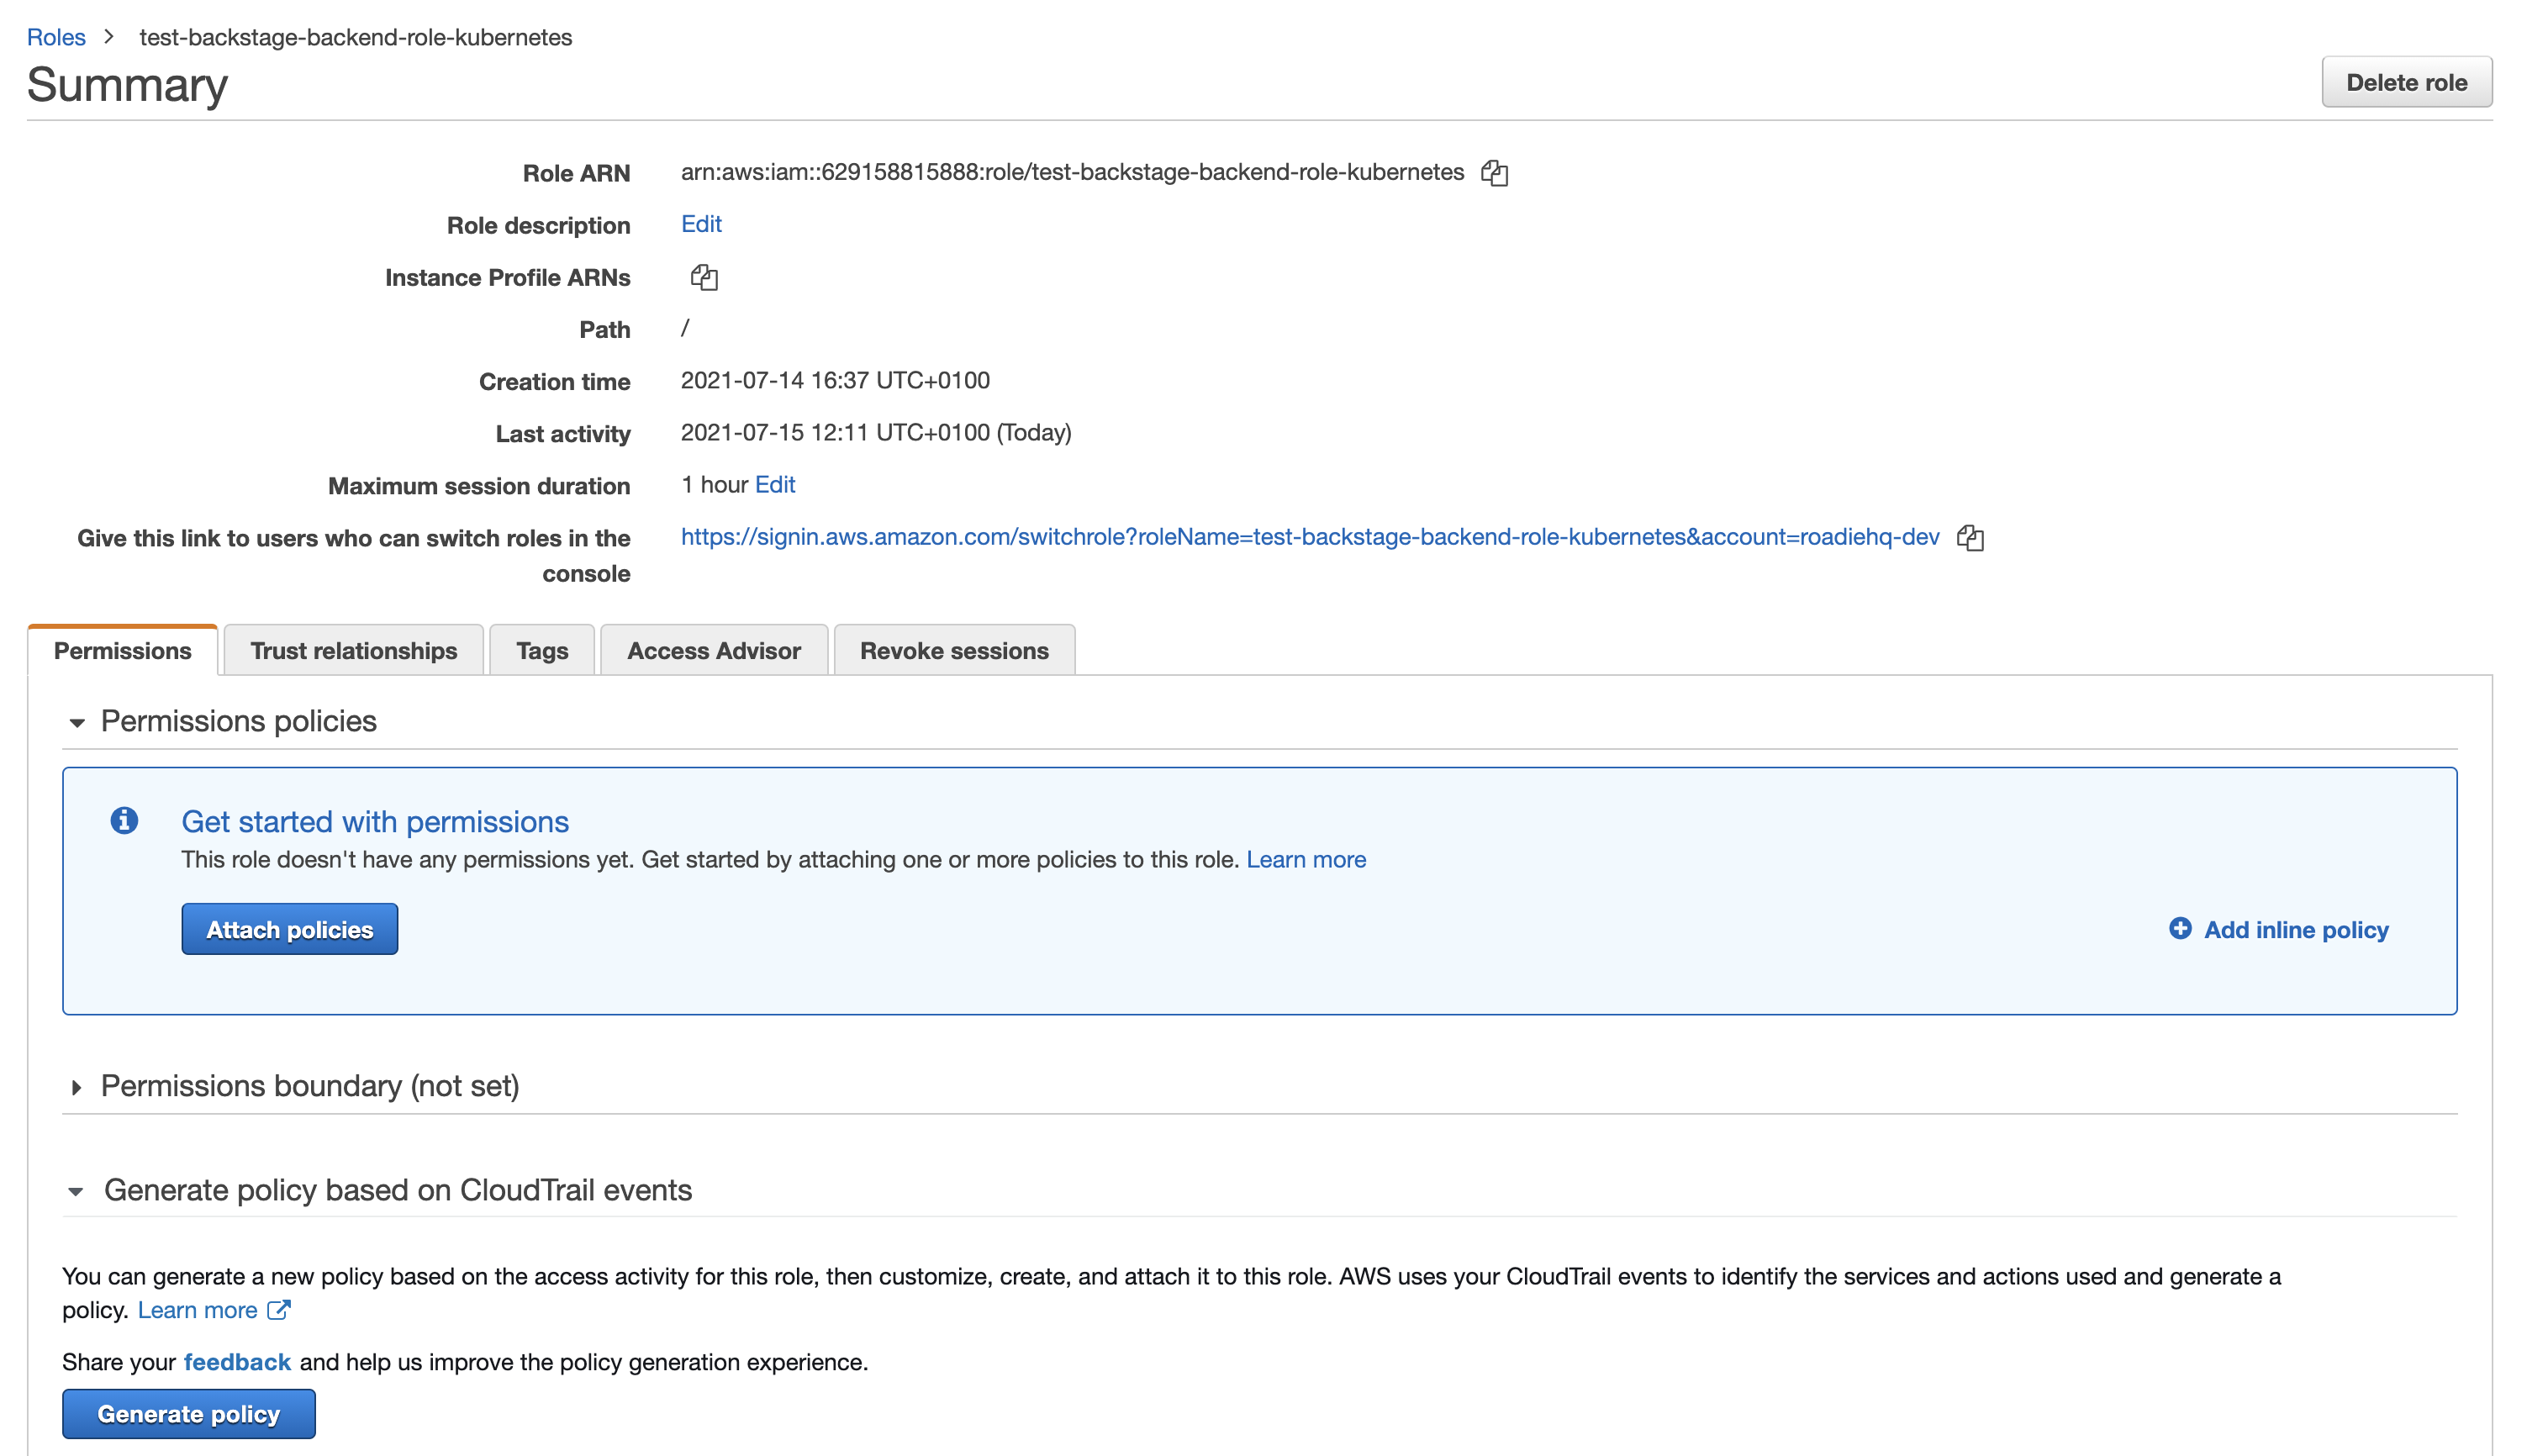 Roles > test-backstage-backend-role-kubernetes
Summary
Delete role
Role ARN arn:aws:iam::629158815888:role/test-backstage-backend-role-kubernetes
Role description Edit
Instance Profile ARNs
Path /
Creation time 2021-07-14 16:37 UTC+0100
Last activity 2021-07-15 12:11 UTC+0100 (Today)
Maximum session duration 1 hour Edit
Give this link to users who can switch roles in the
console
https://signin.aws.amazon.com/switchrole?roleName=test-backstage-backend-role-kubernetes&account=roadiehq-dev
Permissions Trust relationships Tags Access Advisor Revoke sessions
Permissions policies
Get started with permissions
This role doesn't have any permissions yet. Get started by attaching one or more policies to this role. Learn more
Attach policies Add inline policy
Permissions boundary (not set)
Generate policy based on CloudTrail events
You can generate a new policy based on the access activity for this role, then customize, create, and attach it to this role. AWS uses your CloudTrail events to identify the services and actions used and generate a
policy. Learn more
Share your feedback and help us improve the policy generation experience.
Generate policy